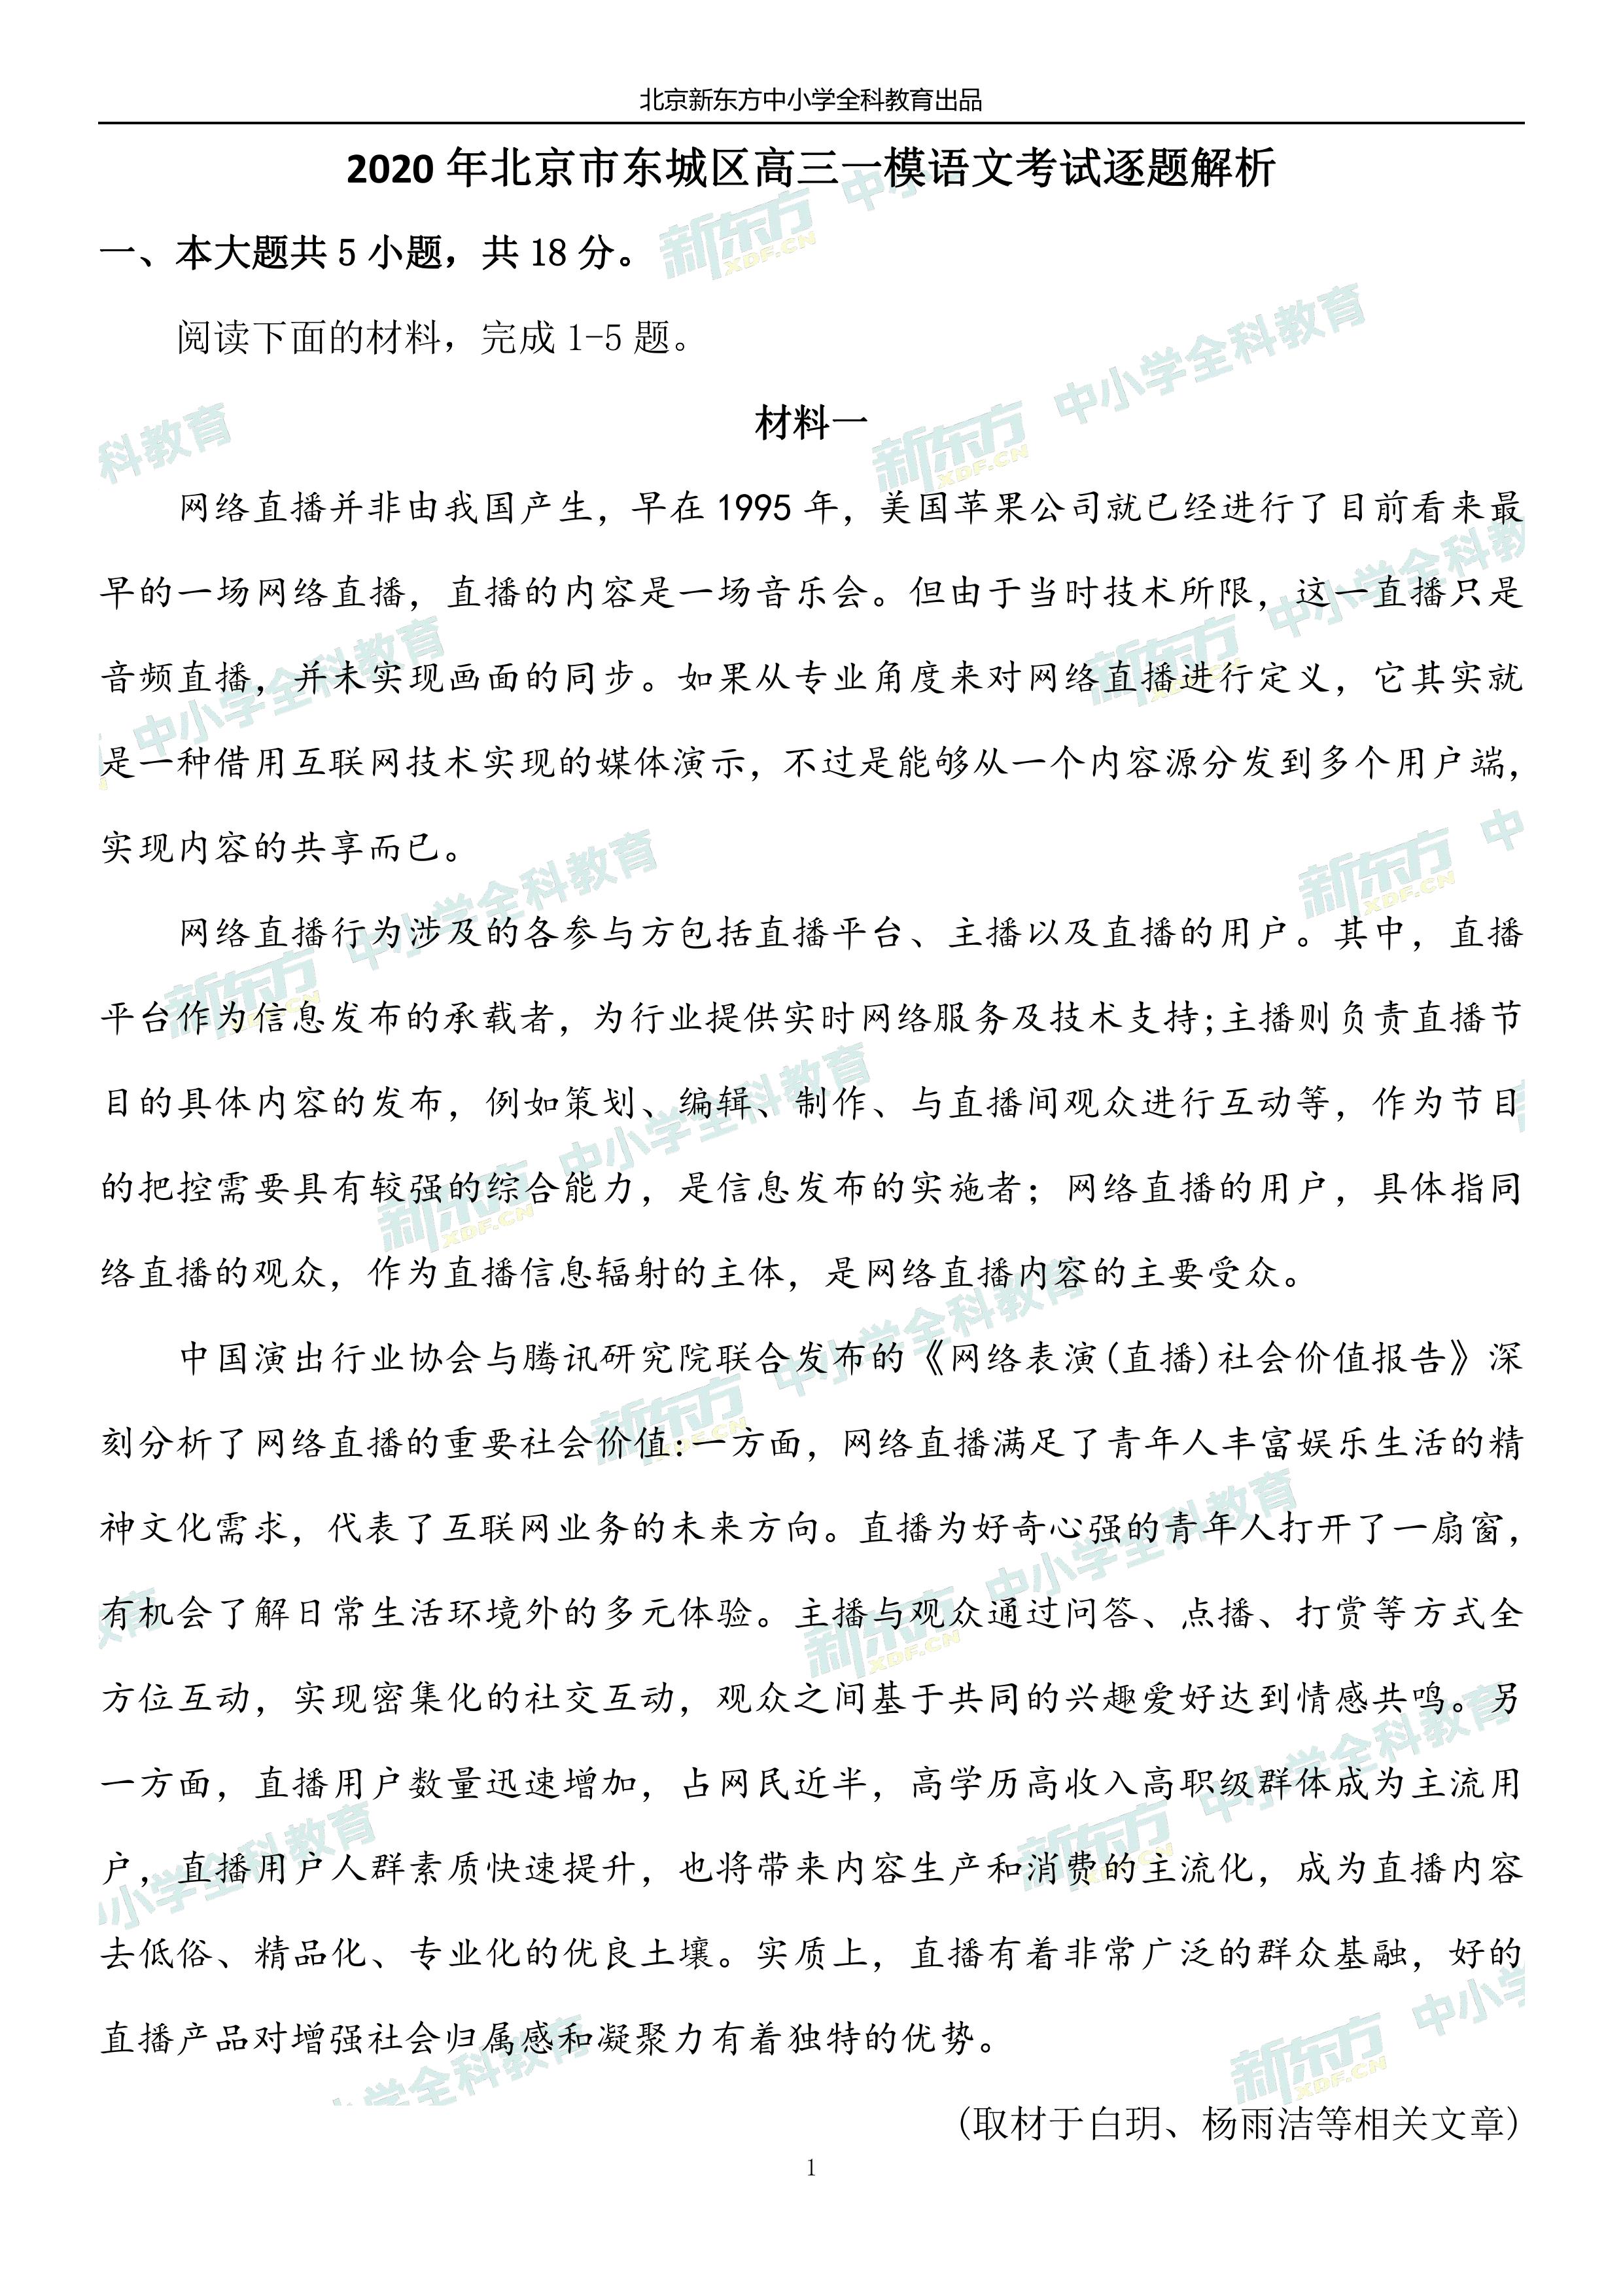 北京新东方中小学全科教育出品
2020 年北京市东城区高三一模语文考试逐题解析
一、本大题共 5 小题，共 18 分。
阅读下面的材料，完成 1-5 题。
材料一
网络直播并非由我国产生，早在 1995 年，美国苹果公司就已经进行了目前看来最
早的一场网络直播，直播的内容是一场音乐会。但由于当时技术所限，这一直播只是
音频直播，并未实现画面的同步。如果从专业角度来对网络直播进行定义，它其实就
是一种借用互联网技术实现的媒体演示，不过是能够从一个内容源分发到多个用户端，
实现内容的共享而已。
网络直播行为涉及的各参与方包括直播平台、主播以及直播的用户。其中，直播
平台作为信息发布的承载者，为行业提供实时网络服务及技术支持;主播则负责直播节
目的具体内容的发布，例如策划、编辑、制作、与直播间观众进行互动等，作为节目
的把控需要具有较强的综合能力，是信息发布的实施者；网络直播的用户，具体指同
络直播的观众，作为直播信息辐射的主体，是网络直播内容的主要受众。
中国演出行业协会与腾讯研究院联合发布的《网络表演(直播)社会价值报告》深
刻分析了网络直播的重要社会价值:一方面，网络直播满足了青年人丰富娱乐生活的精
神文化需求，代表了互联网业务的未来方向。直播为好奇心强的青年人打开了一扇窗，
有机会了解日常生活环境外的多元体验。主播与观众通过问答、点播、打赏等方式全
方位互动，实现密集化的社交互动，观众之间基于共同的兴趣爱好达到情感共鸣。另
一方面，直播用户数量迅速增加，占网民近半，高学历高收入高职级群体成为主流用
户，直播用户人群素质快速提升，也将带来内容生产和消费的主流化，成为直播内容
去低俗、精品化、专业化的优良土壤。实质上，直播有着非常广泛的群众基融，好的
直播产品对增强社会归属感和凝聚力有着独特的优势。
(取材于白玥、杨雨洁等相关文章)
1